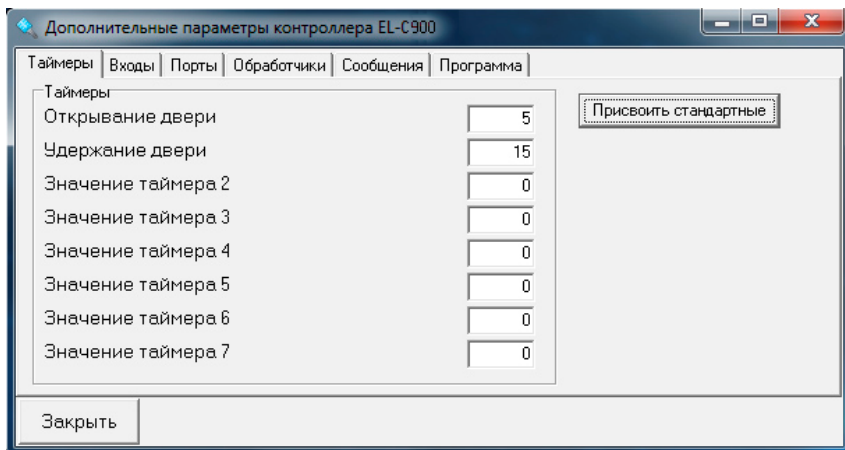 Дополнительные параметры контроллера EL-C900
Таймеры Входы Порты Обработчики Сообщения Программа
Таймеры
Открывание двери 5
Присвоить стандартные
Удержание двери 15
Значение таймера 2 0
Значение таймера 3 0
Значение таймера 4 0
Значение таймера 5 0
Значение таймера 6 0
Значение таймера 7 0
Закрыть